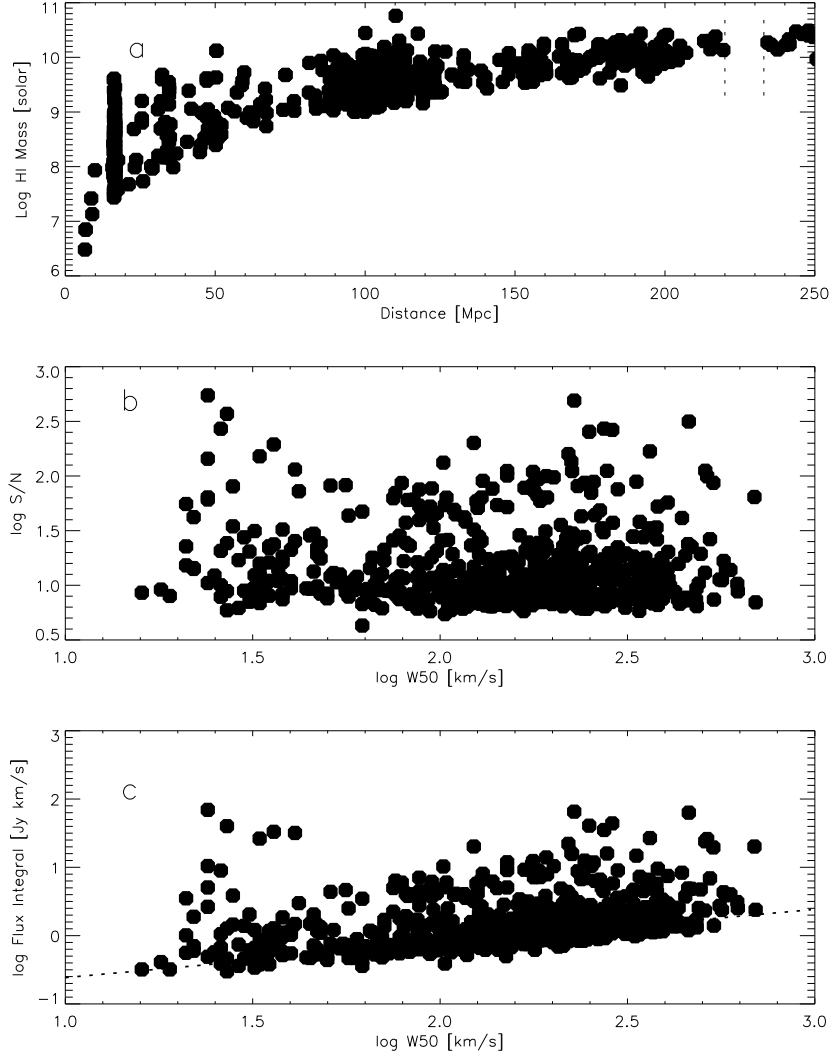 11
10
9
8
7
6
Log HI Mass [solar]
a
0 50 100 150 200 250
Distance [Mpc]
3.0
2.5
2.0
1.5
1.0
0.5
log S/N
b
1.0 1.5 2.0 2.5 3.0
log W50 [km/s]
3
2
1
0
−1
log Flux Integral [Jy km/s]
c
1.0 1.5 2.0 2.5 3.0
log W50 [km/s]